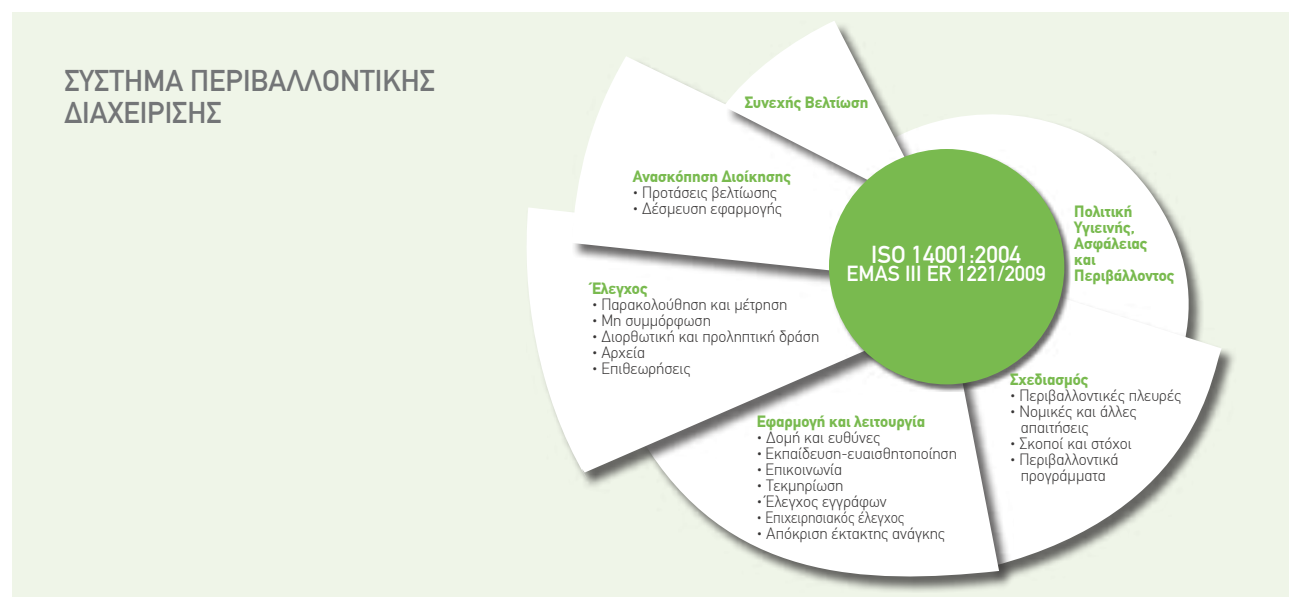 ΣΥΣΤΗΜΑ ΠΕΡΙΒΑΛΛΟΝΤΙΚΗΣ
ΔΙΑΧΕΙΡΙΣΗΣ
Συνεχής Βελτίωση
Ανασκόπηση Διοίκησης
• Προτάσεις βελτίωσης
• Δέσμευση εφαρμογής
Έλεγχος
• Παρακολούθηση και μέτρηση
• Μη συμμόρφωση
• Διορθωτική και προληπτική δράση
• Αρχεία
• Επιθεωρήσεις
ISO 14001:2004
EMAS III ER 1221/2009
Πολιτική
Υγιεινής,
Ασφάλειας
και
Περιβάλλοντος
Σχεδιασμός
• Περιβαλλοντικές πλευρές
• Νομικές και άλλες
απαιτήσεις
• Σκοποί και στόχοι
• Περιβαλλοντικά
προγράμματα
Εφαρμογή και λειτουργία
• Δομή και ευθύνες
• Εκπαίδευση-ευαισθητοποίηση
• Επικοινωνία
• Τεκμηρίωση
• Έλεγχος εγγράφων
• Επιχειρησιακός έλεγχος
• Απόκριση έκτακτης ανάγκης